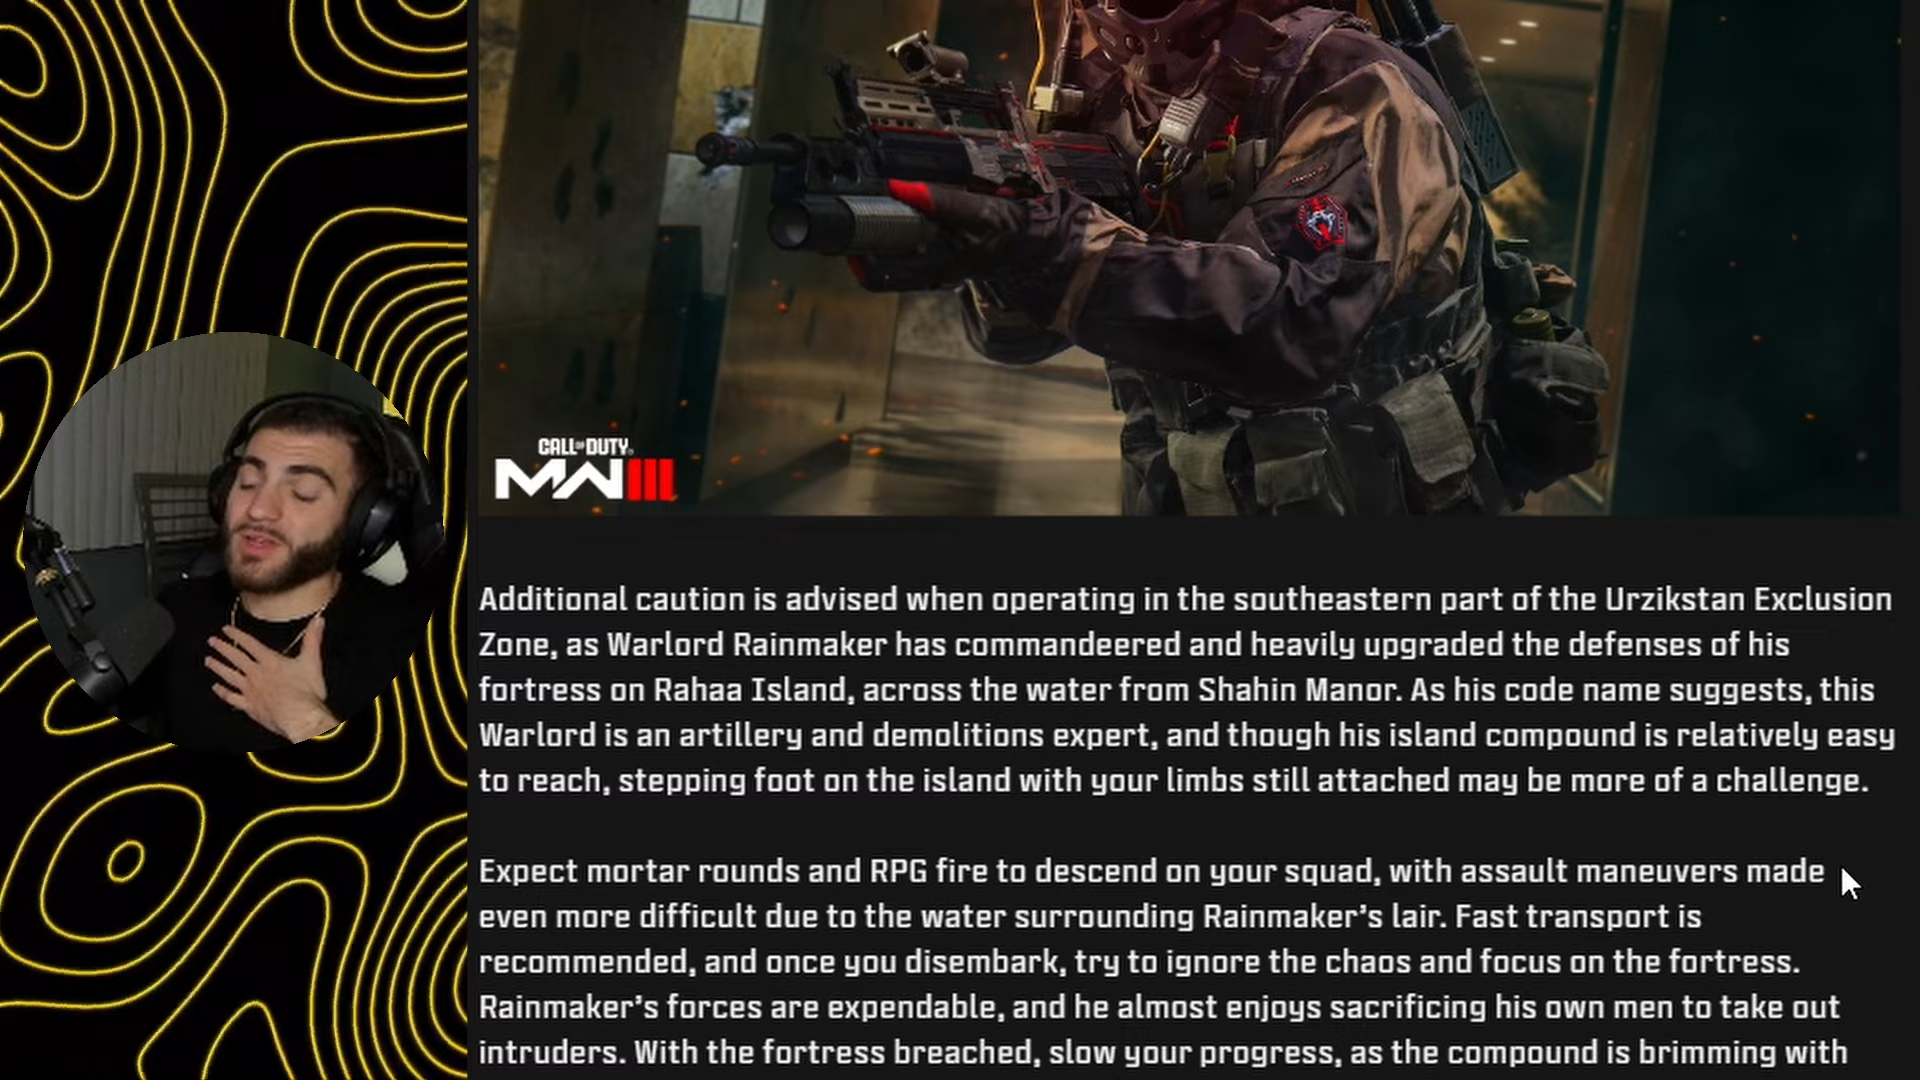 CALL OF DUTY
MWIII
Additional caution is advised when operating in the southeastern part of the Urzikstan Exclusion
Zone, as Warlord Rainmaker has commandeered and heavily upgraded the defenses of his
fortress on Rahaa Island, across the water from Shahin Manor. As his code name suggests, this
Warlord is an artillery and demolitions expert, and though his island compound is relatively easy
to reach, stepping foot on the island with your limbs still attached may be more of a challenge.
Expect mortar rounds and RPG fire to descend on your squad, with assault maneuvers made
even more difficult due to the water surrounding Rainmaker’s lair. Fast transport is
recommended, and once you disembark, try to ignore the chaos and focus on the fortress.
Rainmaker’s forces are expendable, and he almost enjoys sacrificing his own men to take out
intruders. With the fortress breached, slow your progress, as the compound is brimming with